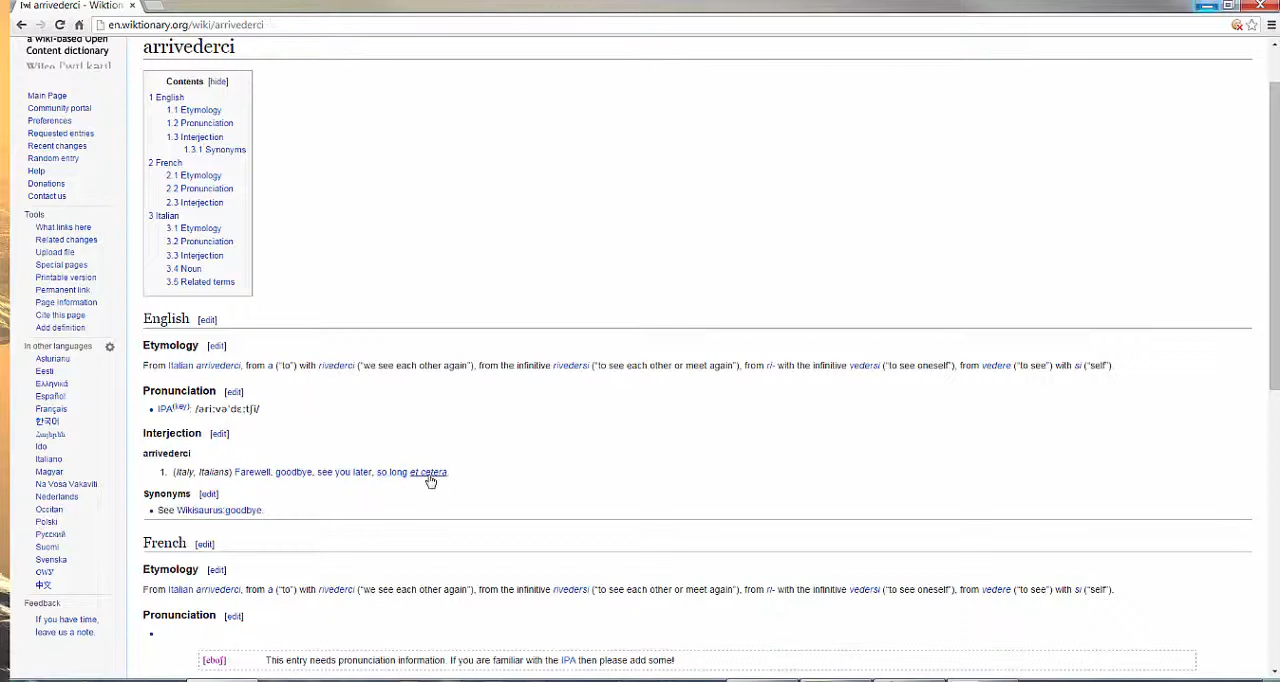 arrivederci - Wiktion
en.wiktionary.org/wiki/arrivederci
a wiki-based Open
Content dictionary
arrivederci
Contents [hide]
1 English
1.1 Etymology
1.2 Pronunciation
1.3 Interjection
1.3.1 Synonyms
2 French
2.1 Etymology
2.2 Pronunciation
2.3 Interjection
3 Italian
3.1 Etymology
3.2 Pronunciation
3.3 Interjection
3.4 Noun
3.5 Related terms
Main Page
Community portal
Preferences
Requested entries
Recent changes
Random entry
Help
Donations
Contact us
Tools
What links here
Related changes
Upload file
Special pages
Printable version
Permanent link
Page information
Cite this page
Add definition
In other languages
Asturianu
Eesti
Ελληνικά
Español
Français
한국어
Հայերեն
Ido
Italiano
Magyar
Na Vosa Vakaviti
Nederlands
Occitan
Polski
Русский
Suomi
Svenska
中文
Feedback
If you have time,
leave us a note.
English [edit]
Etymology [edit]
From Italian arrivederci, from a (“to”) with rivederci (“we see each other again”), from the infinitive rivedersi (“to see each other or meet again”), from ri- with the infinitive vedersi (“to see oneself”), from vedere (“to see”) with si (“self”).
Pronunciation [edit]
• IPA(key): /əriːvəˈdɛːtʃi/
Interjection [edit]
arrivederci
1. (Italy, Italians) Farewell, goodbye, see you later, so long et cetera.
Synonyms [edit]
• See Wikisaurus:goodbye.
French [edit]
Etymology [edit]
From Italian arrivederci, from a (“to”) with rivederci (“we see each other again”), from the infinitive rivedersi (“to see each other or meet again”), from ri- with the infinitive vedersi (“to see oneself”), from vedere (“to see”) with si (“self”).
Pronunciation [edit]
•
This entry needs pronunciation information. If you are familiar with the IPA then please add some!